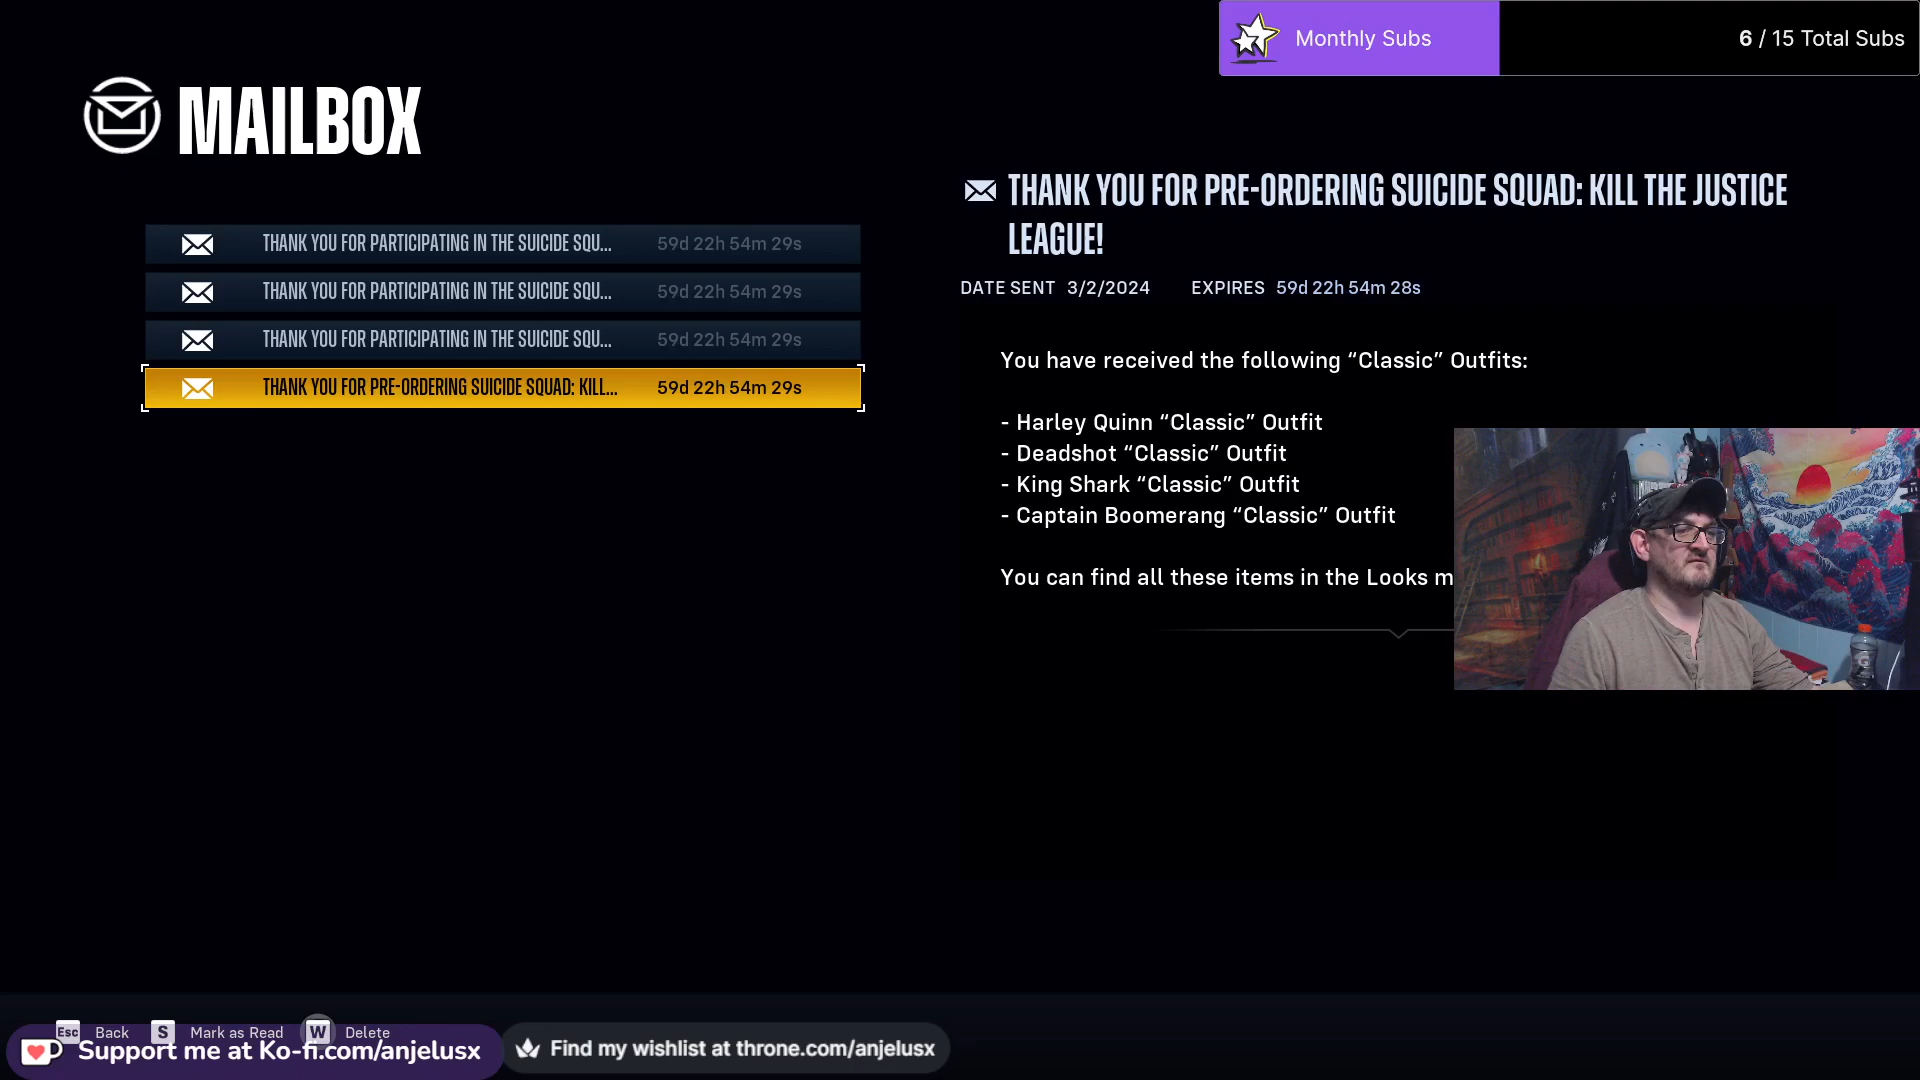 Monthly Subs
6 / 15 Total Subs
MAILBOX
THANK YOU FOR PARTICIPATING IN THE SUICIDE SQU... 59d 22h 54m 29s
THANK YOU FOR PARTICIPATING IN THE SUICIDE SQU... 59d 22h 54m 29s
THANK YOU FOR PARTICIPATING IN THE SUICIDE SQU... 59d 22h 54m 29s
THANK YOU FOR PRE-ORDERING SUICIDE SQUAD: KILL... 59d 22h 54m 29s
THANK YOU FOR PRE-ORDERING SUICIDE SQUAD: KILL THE JUSTICE
LEAGUE!
DATE SENT 3/2/2024 EXPIRES 59d 22h 54m 28s
You have received the following “Classic” Outfits:
- Harley Quinn “Classic” Outfit
- Deadshot “Classic” Outfit
- King Shark “Classic” Outfit
- Captain Boomerang “Classic” Outfit
You can find all these items in the Looks m
Esc Back S Mark as Read W Delete
Support me at Ko-fi.com/anjelusx
Find my wishlist at throne.com/anjelusx